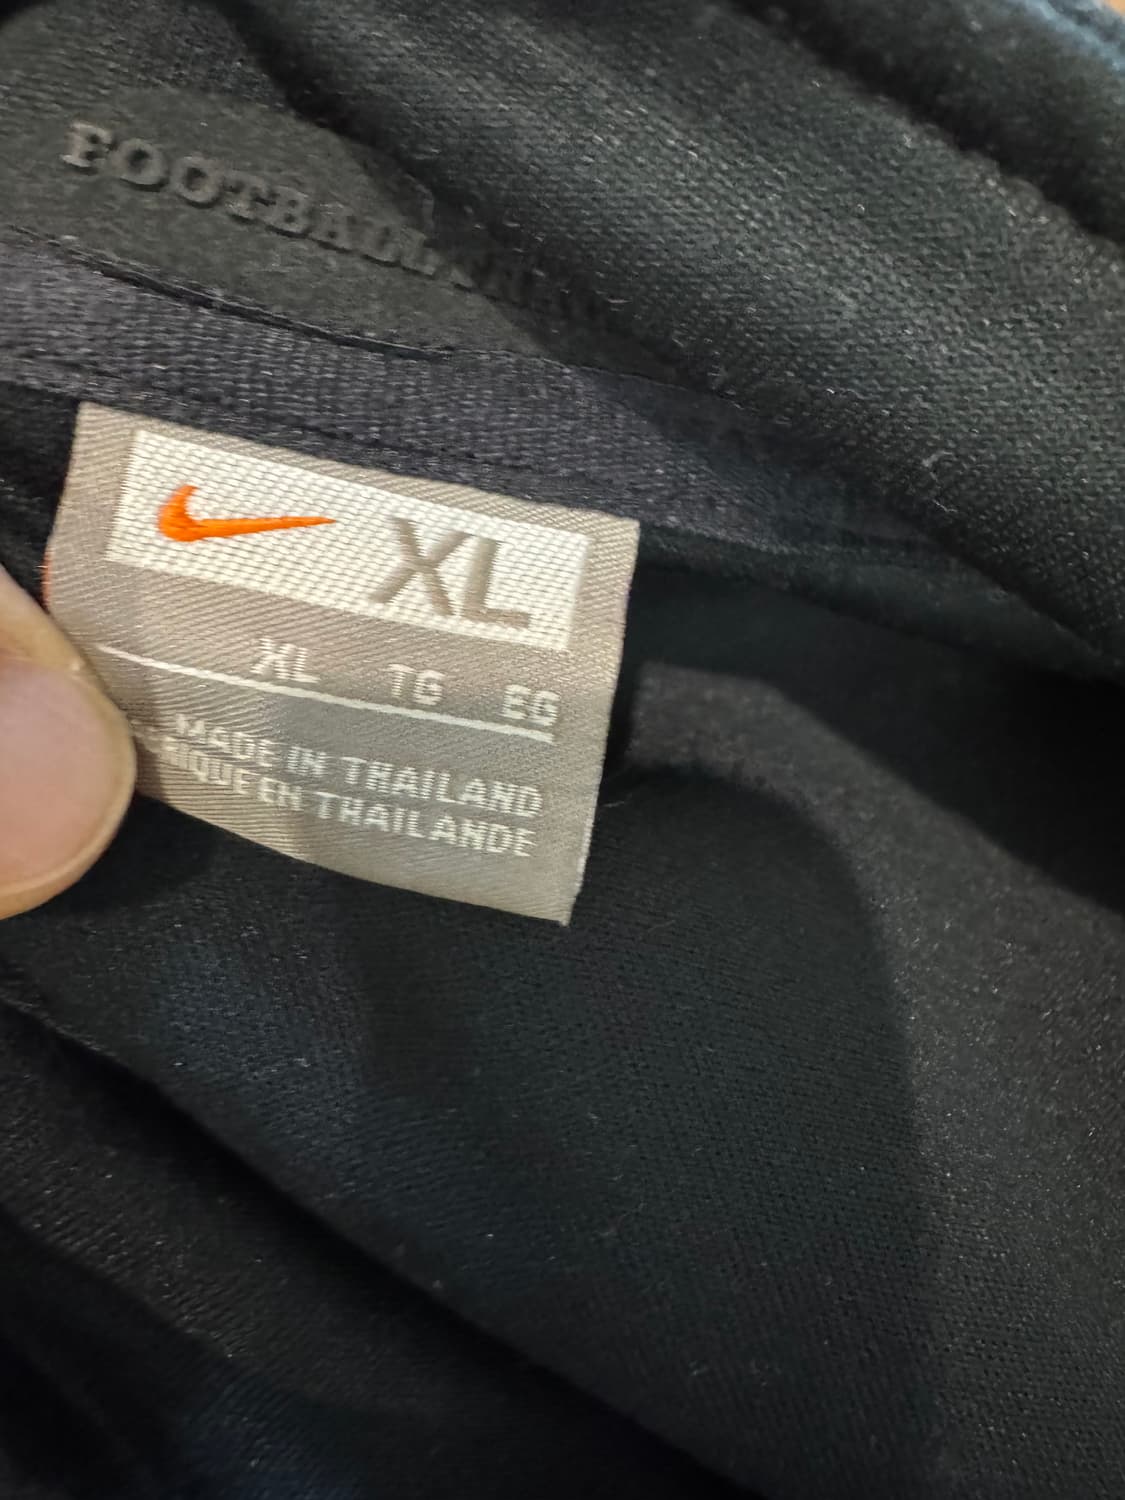 FOOTBALL
XL
XL TG EG
MADE IN THAILAND
EN THAILANDE